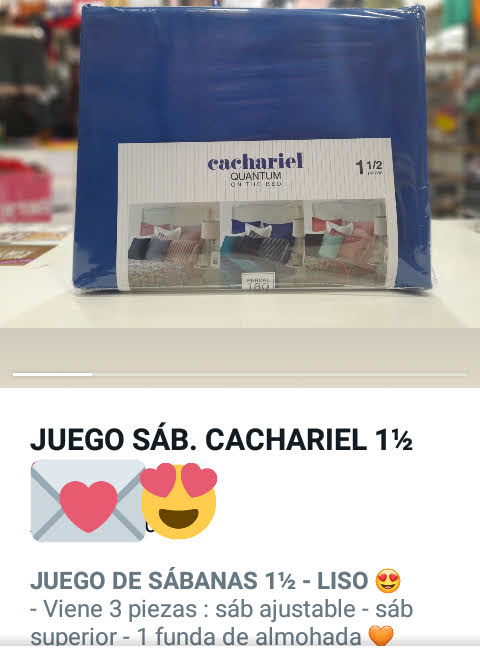 cachariel
QUANTUM
ON THE BED
1 1/2
PERCAL
180
JUEGO SÁB. CACHARIEL 1½
JUEGO DE SÁBANAS 1½ - LISO 😍
- Viene 3 piezas : sáb ajustable - sáb
superior - 1 funda de almohada 🧡